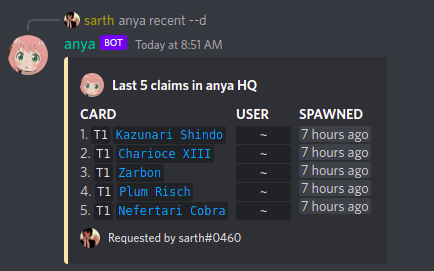 sarth anya recent --d
anya BOT Today at 8:51 AM
Last 5 claims in anya HQ
CARD USER SPAWNED
1. T1 Kazunari Shindo ~ 7 hours ago
2. T1 Charioce XIII ~ 7 hours ago
3. T1 Zarbon ~ 7 hours ago
4. T1 Plum Risch ~ 7 hours ago
5. T1 Nefertari Cobra ~ 7 hours ago
Requested by sarth#0460